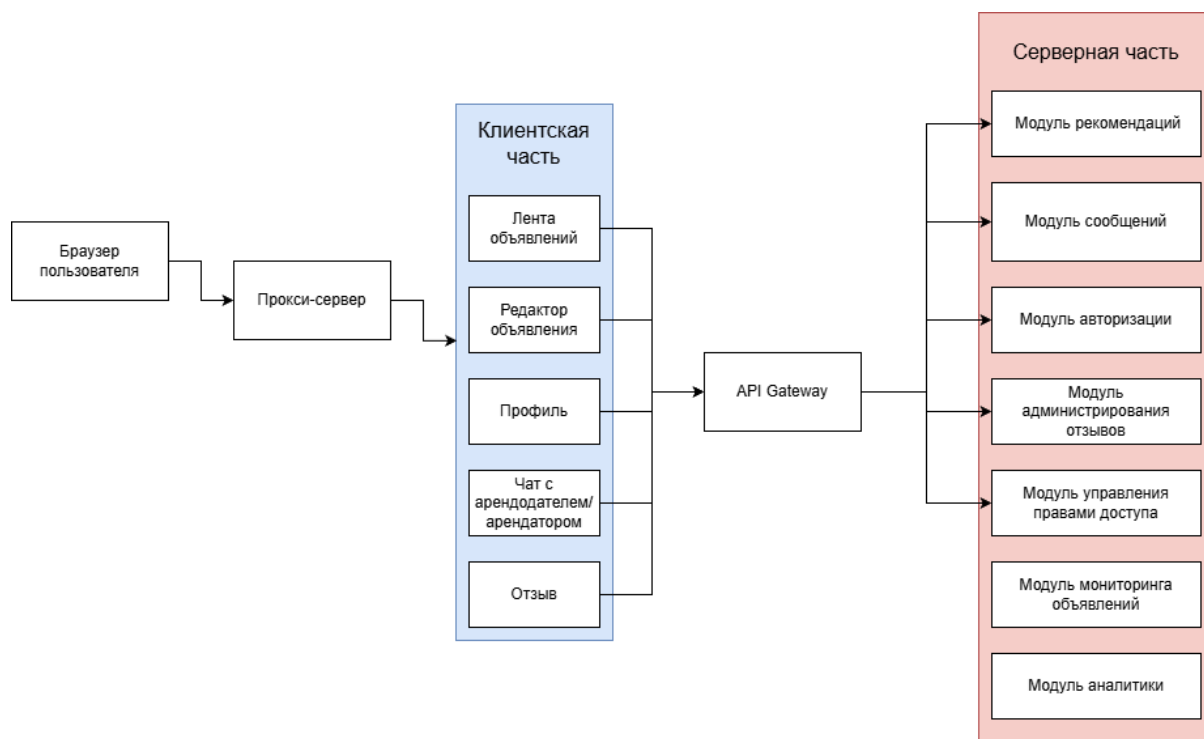 Браузер
пользователя
Прокси-сервер
Клиентская
часть
Лента
объявлений
Редактор
объявления
Профиль
Чат с
арендодателем/
арендатором
Отзыв
API Gateway
Серверная часть
Модуль рекомендаций
Модуль сообщений
Модуль авторизации
Модуль
администрирования
отзывов
Модуль управления
правами доступа
Модуль мониторинга
объявлений
Модуль аналитики